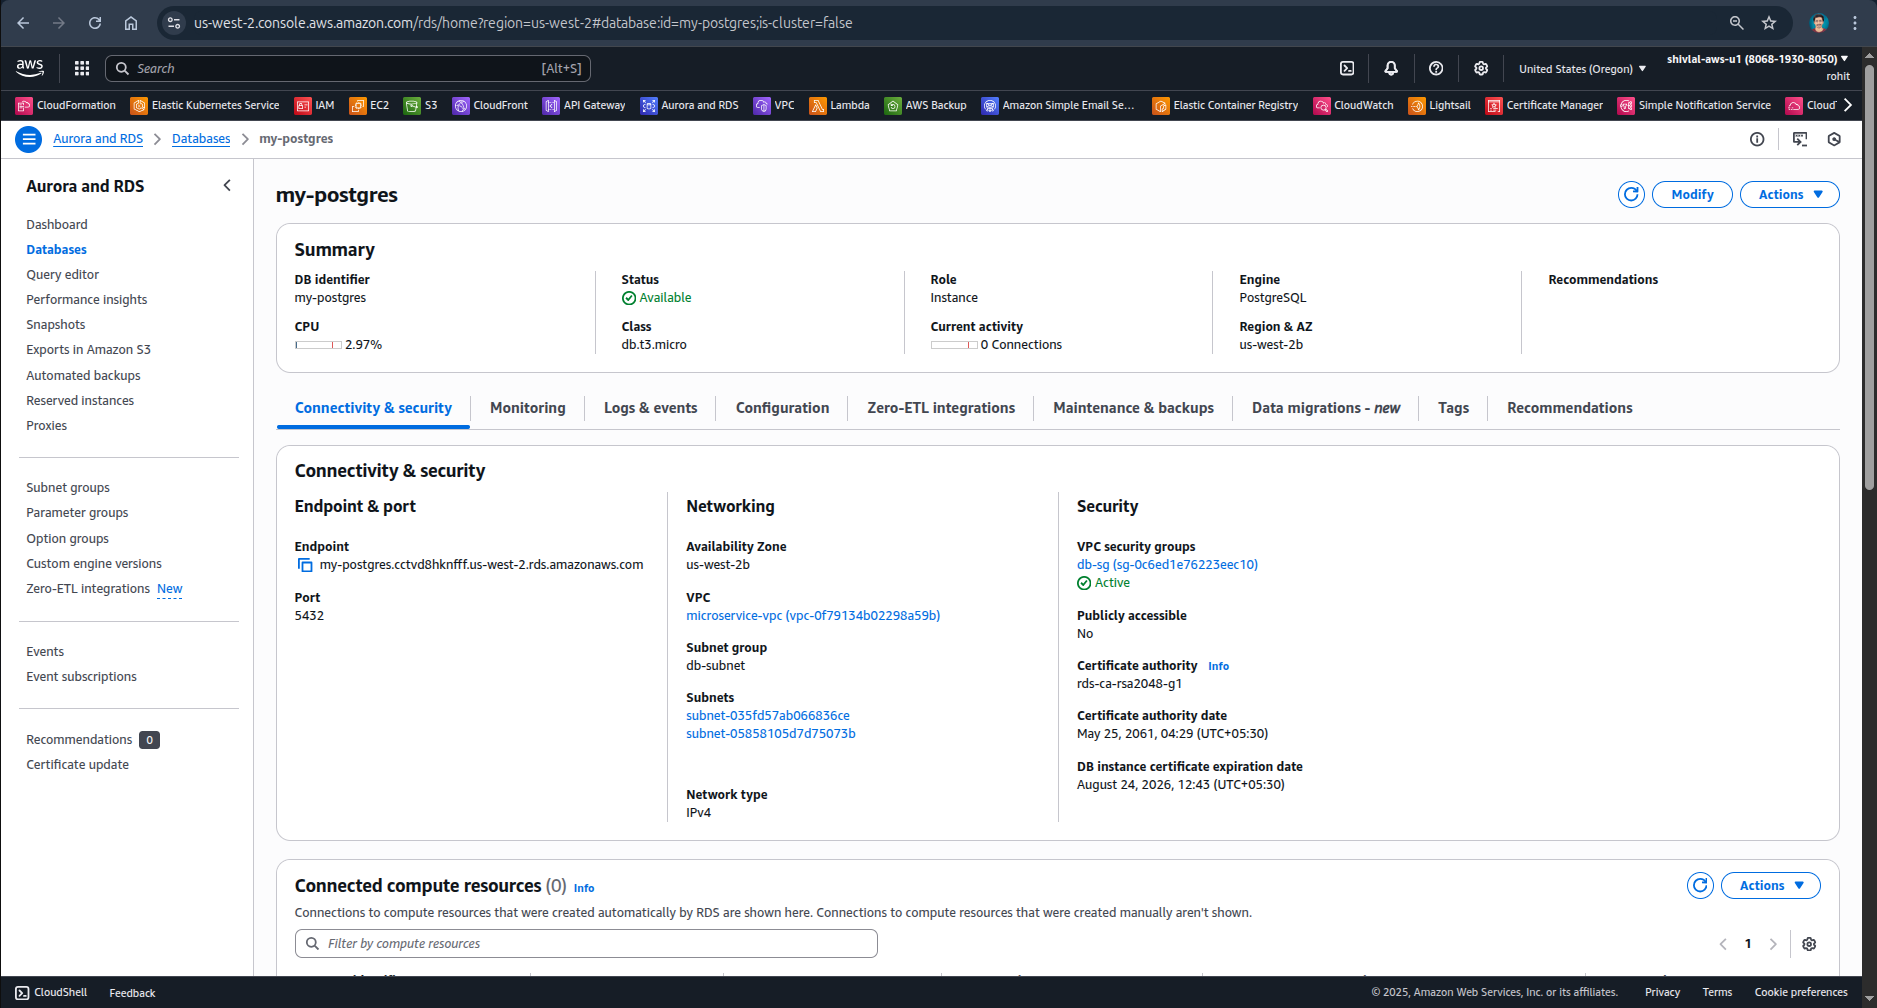 us-west-2.console.aws.amazon.com/rds/home?region=us-west-2#database:id=my-postgres;is-cluster=false
aws
Search [Alt+S]
United States (Oregon)
shivlal-aws-u1 (8068-1930-8050)
rohit
CloudFormation Elastic Kubernetes Service IAM EC2 S3 CloudFront API Gateway Aurora and RDS VPC Lambda AWS Backup Amazon Simple Email Se... Elastic Container Registry CloudWatch Lightsail Certificate Manager Simple Notification Service Cloud
Aurora and RDS > Databases > my-postgres
Aurora and RDS
Dashboard
Databases
Query editor
Performance insights
Snapshots
Exports in Amazon S3
Automated backups
Reserved instances
Proxies
Subnet groups
Parameter groups
Option groups
Custom engine versions
Zero-ETL integrations New
Events
Event subscriptions
Recommendations 0
Certificate update
my-postgres
Modify Actions
Summary
DB identifier
my-postgres
CPU
2.97%
Status
Available
Class
db.t3.micro
Role
Instance
Current activity
0 Connections
Engine
PostgreSQL
Region & AZ
us-west-2b
Recommendations
Connectivity & security Monitoring Logs & events Configuration Zero-ETL integrations Maintenance & backups Data migrations - new Tags Recommendations
Connectivity & security
Endpoint & port
Endpoint
my-postgres.cctvd8hknfff.us-west-2.rds.amazonaws.com
Port
5432
Networking
Availability Zone
us-west-2b
VPC
microservice-vpc (vpc-0f79134b02298a59b)
Subnet group
db-subnet
Subnets
subnet-035fd57ab066836ce
subnet-05858105d7d75073b
Network type
IPv4
Security
VPC security groups
db-sg (sg-0c6ed1e76223eec10)
Active
Publicly accessible
No
Certificate authority Info
rds-ca-rsa2048-g1
Certificate authority date
May 25, 2061, 04:29 (UTC+05:30)
DB instance certificate expiration date
August 24, 2026, 12:43 (UTC+05:30)
Connected compute resources (0) Info
Actions
Connections to compute resources that were created automatically by RDS are shown here. Connections to compute resources that were created manually aren't shown.
Filter by compute resources
1
CloudShell Feedback
© 2025, Amazon Web Services, Inc. or its affiliates. Privacy Terms Cookie preferences